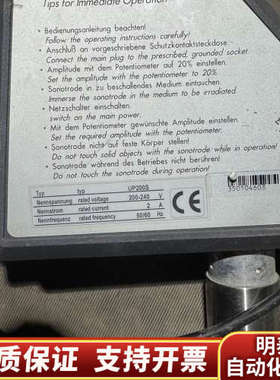 Tips for Immediate Operation
• Bedienungsanleitung beachten!
Follow the operating instructions carefully!
• Anschluß an vorgeschriebene Schutzkontaktsteckdose
Connect the main plug to the prescribed, grounded socket.
• Amplitude mit dem Potentiometer auf 20% einstellen.
Set the amplitude with the potentiometer to 20%
• Sonotrode in zu beschallendes Medium eintauchen.
Immerse the sonotrode in the medium to be irradiated.
• Netzschalter einschalten.
switch on the main power.
• Mit dem Potentiometer gewünschte Amplitude einstellen.
Set the required amplitude with the potentiometer.
• Sonotrode nicht auf feste Körper stellen!
Do not touch solid objects with the sonotrode while in operation!
• Sonotrode während des Betriebes nicht berühren!
Do not touch the sonotrode while in operation!
Typ typ UP200S
Nennspannung rated voltage 200-240 V
Nennstrom rated current 2 A
Nennfrequenz rated frequency 50/60 Hz
质保证 支持开票
自动化